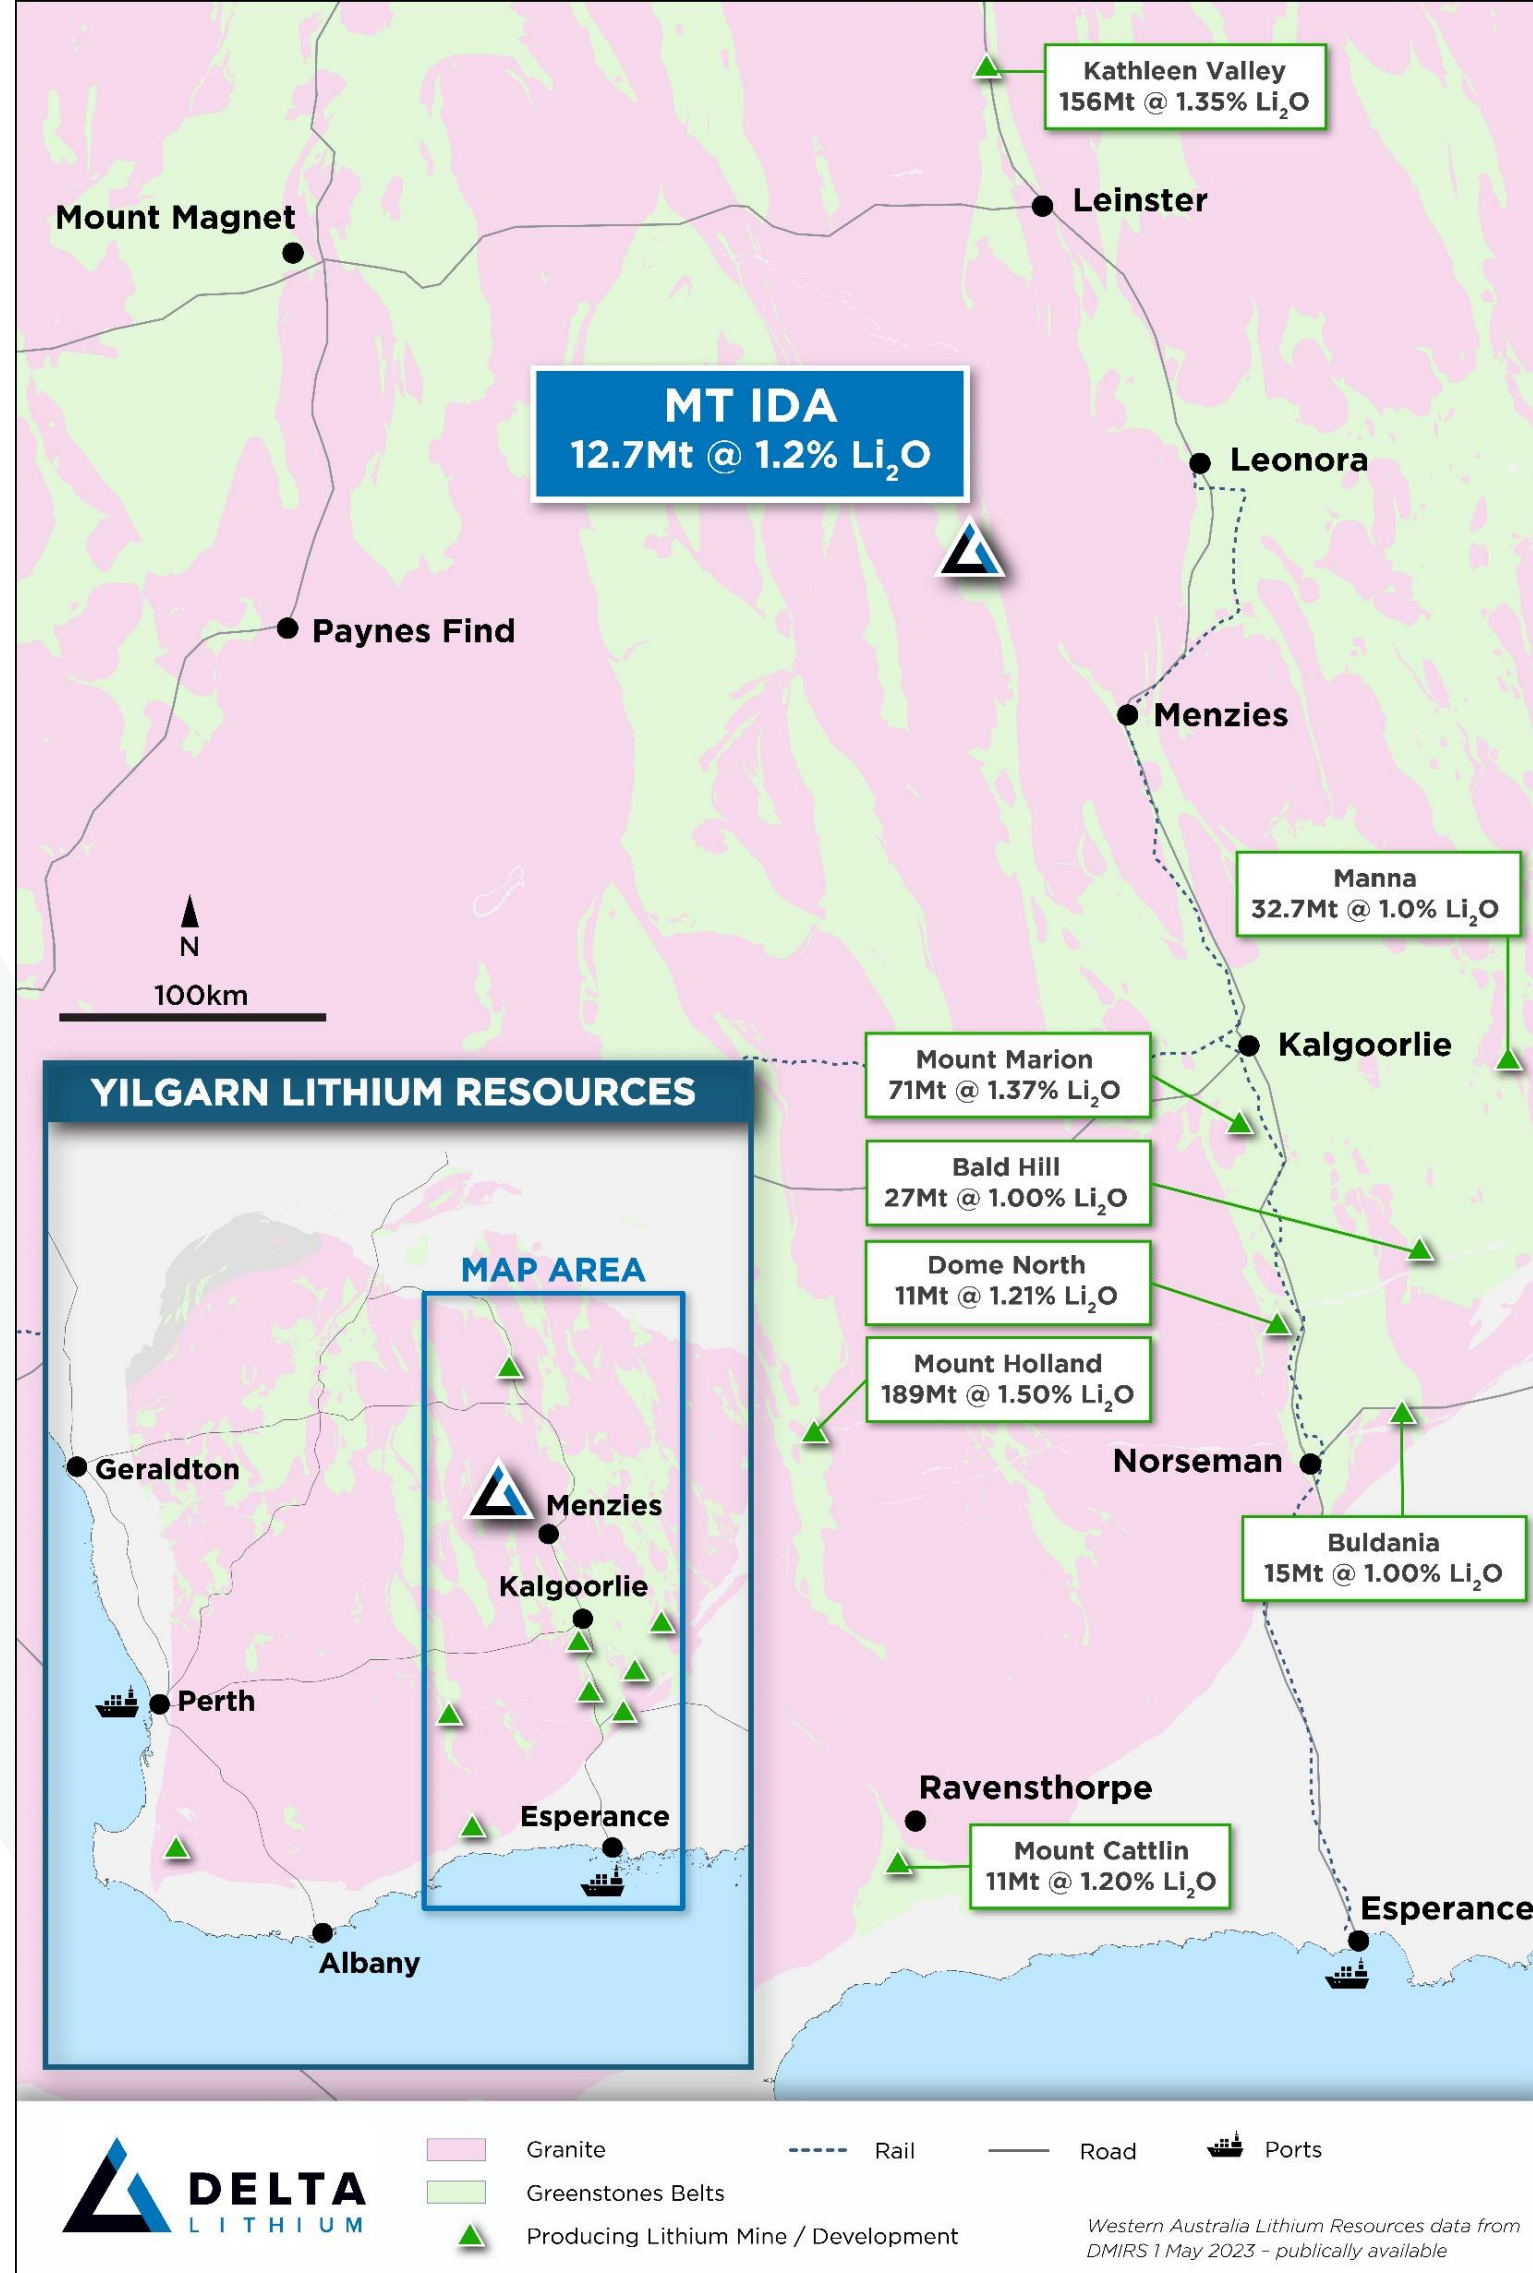 Kathleen Valley
156Mt @ 1.35% Li₂O
Leinster
Mount Magnet
MT IDA
12.7Mt @ 1.2% Li₂O
Leonora
Paynes Find
Menzies
Manna
32.7Mt @ 1.0% Li₂O
N
100km
Kalgoorlie
Mount Marion
71Mt @ 1.37% Li₂O
Bald Hill
27Mt @ 1.00% Li₂O
Dome North
11Mt @ 1.21% Li₂O
Mount Holland
189Mt @ 1.50% Li₂O
Norseman
Buldania
15Mt @ 1.00% Li₂O
Ravensthorpe
Mount Cattlin
11Mt @ 1.20% Li₂O
Esperance
YILGARN LITHIUM RESOURCES
MAP AREA
Geraldton
Menzies
Kalgoorlie
Perth
Esperance
Albany
DELTA
LITHIUM
Granite
Greenstones Belts
Producing Lithium Mine / Development
Rail
Road
Ports
Western Australia Lithium Resources data from
DMIRS 1 May 2023 – publically available